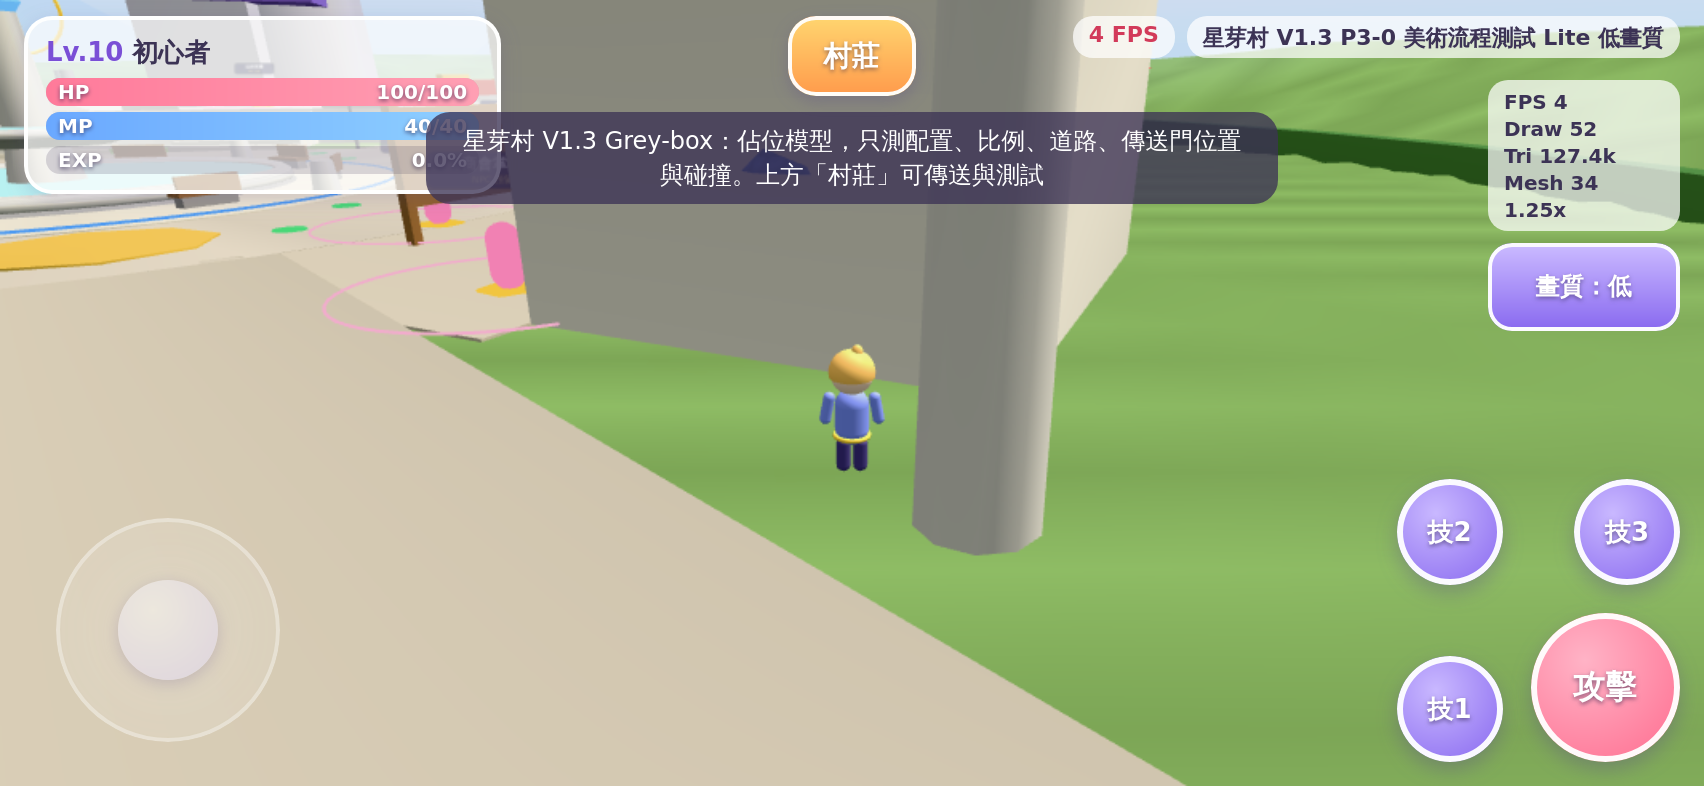 Lv.10 初心者
HP 100/100
MP 40/40
EXP 0.0%
村莊
4 FPS
星芽村 V1.3 P3-0 美術流程測試 Lite 低畫質
星芽村 V1.3 Grey-box：佔位模型，只測配置、比例、道路、傳送門位置
與碰撞。上方「村莊」可傳送與測試
FPS 4
Draw 52
Tri 127.4k
Mesh 34
1.25x
畫質：低
技2
技3
技1
攻擊